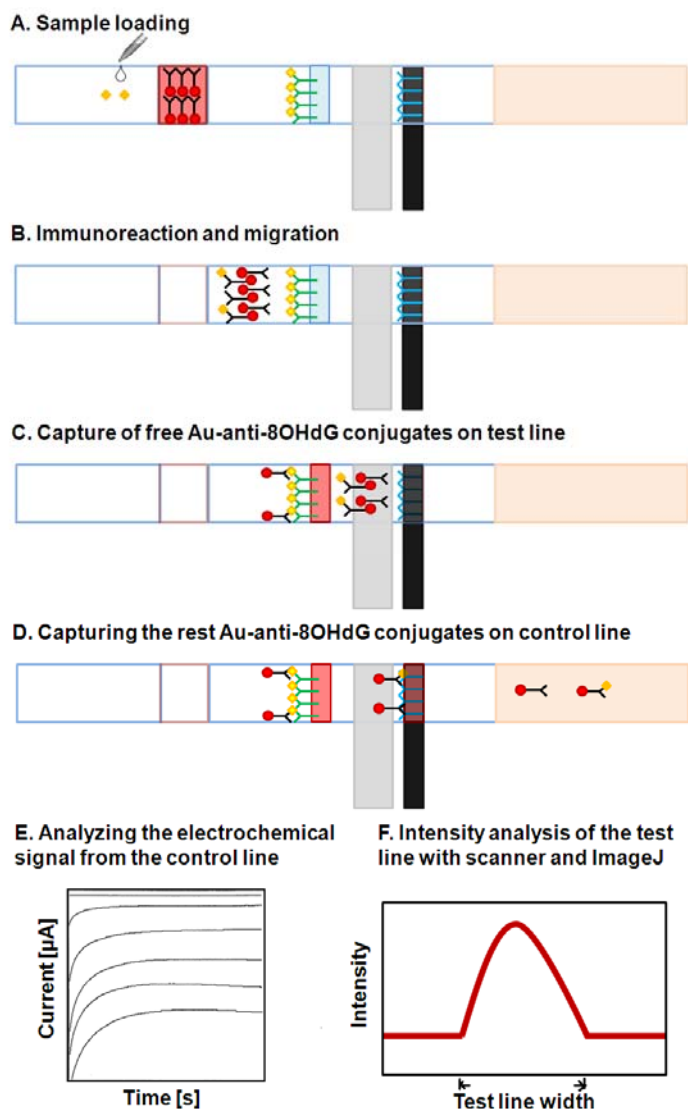 A. Sample loading
B. Immunoreaction and migration
C. Capture of free Au-anti-8OHdG conjugates on test line
D. Capturing the rest Au-anti-8OHdG conjugates on control line
E. Analyzing the electrochemical
signal from the control line
Current [µA]
Time [s]
F. Intensity analysis of the test
line with scanner and ImageJ
Intensity
Test line width